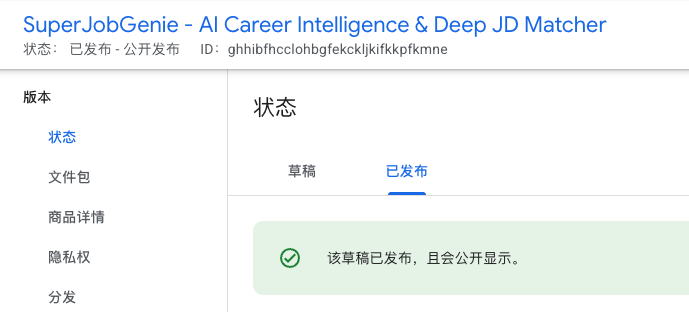 SuperJobGenie - AI Career Intelligence & Deep JD Matcher
状态： 已发布 - 公开发布 ID：ghhibfhcclohbgfekckljkifkkpfkmne
版本
状态
文件包
商品详情
隐私权
分发
状态
草稿 已发布
该草稿已发布，且会公开显示。